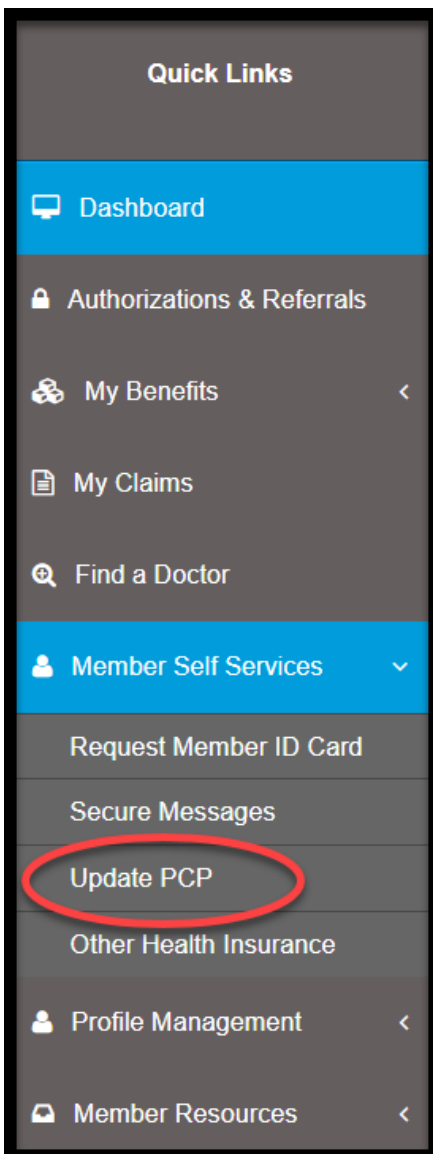 Quick Links
Dashboard
Authorizations & Referrals
My Benefits
My Claims
Find a Doctor
Member Self Services
Request Member ID Card
Secure Messages
Update PCP
Other Health Insurance
Profile Management
Member Resources